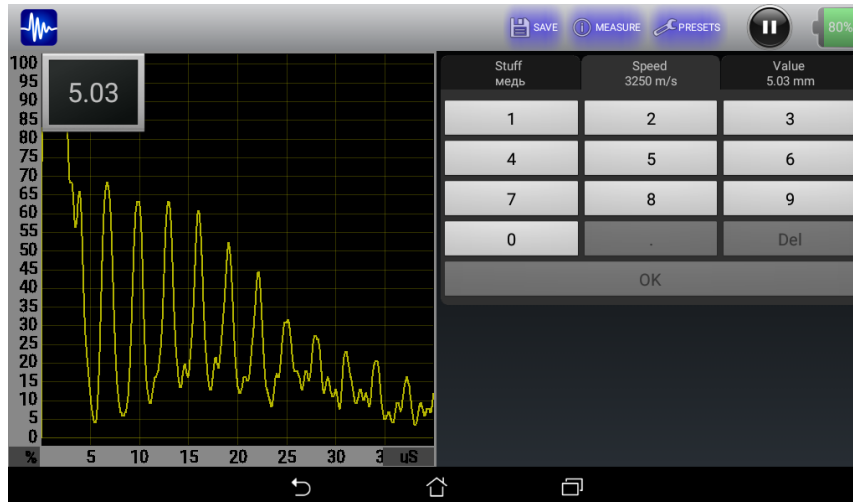 SAVE
MEASURE
PRESETS
80%
100
95
90
85
80
75
70
65
60
55
50
45
40
35
30
25
20
15
10
5
0
5.03
% 5 10 15 20 25 30 3 μS
Stuff
медь
Speed
3250 m/s
Value
5.03 mm
1 2 3
4 5 6
7 8 9
0 . Del
OK